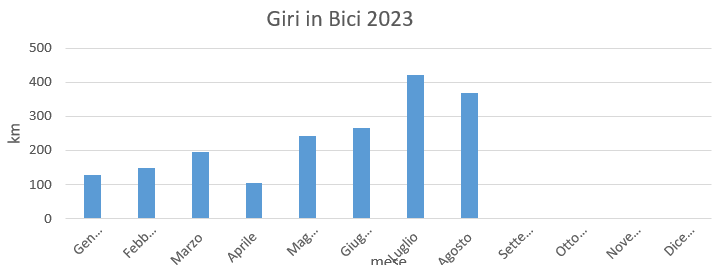 Giri in Bici 2023
500
400
300
200
100
0
km
Gen...
Febb...
Marzo
Aprile
Mag...
Giug...
Luglio
Agosto
Sette...
Otto...
Nove...
Dice...
mese